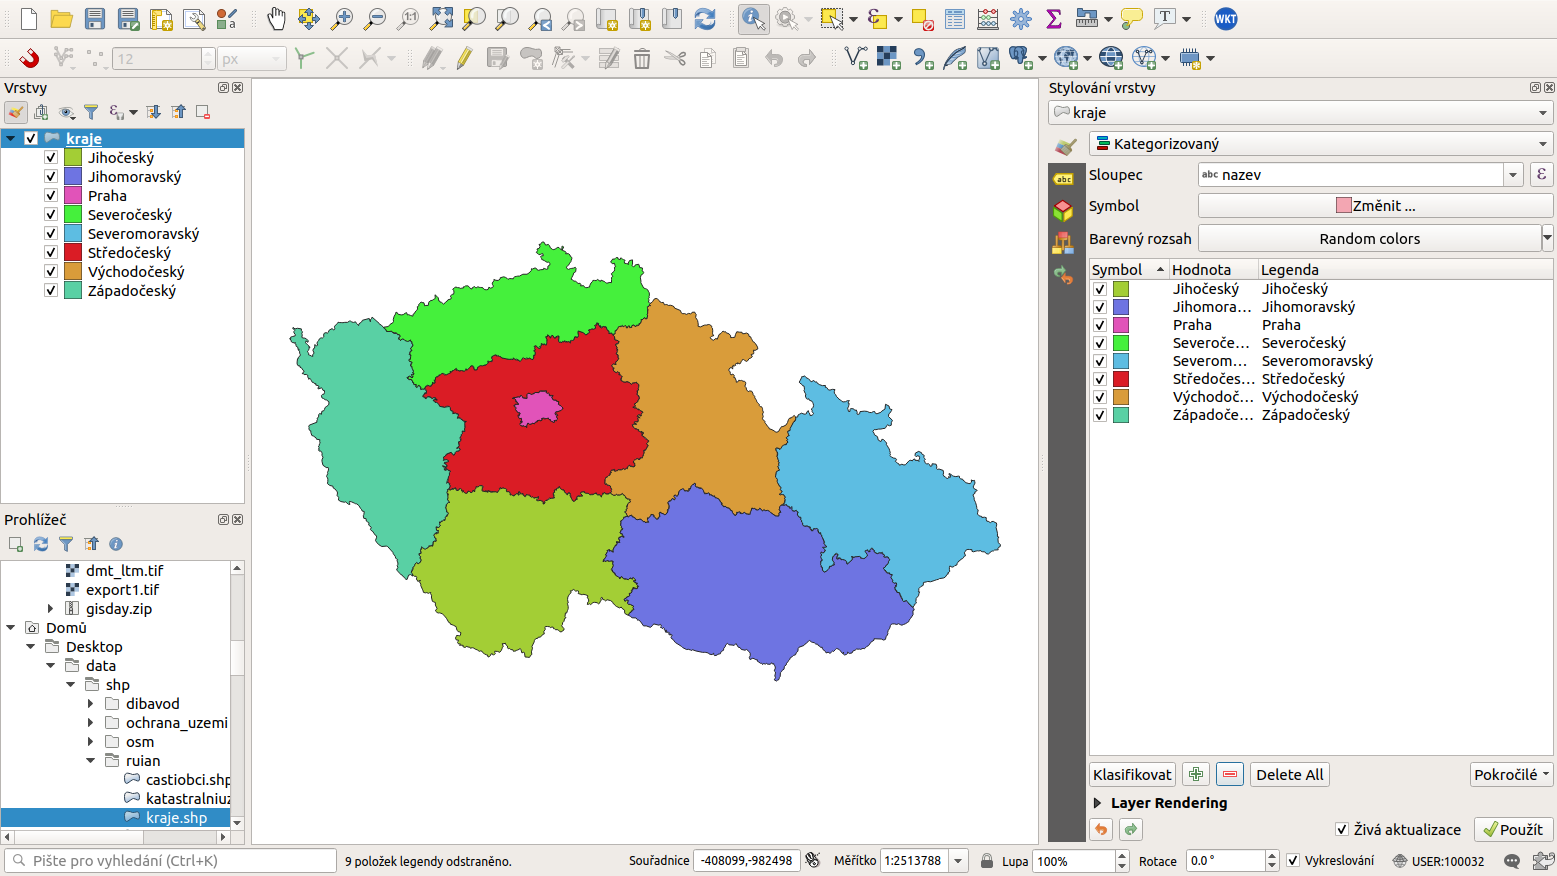 WKT
12
px
Vrstvy
kraje
Jihočeský
Jihomoravský
Praha
Severočeský
Severomoravský
Středočeský
Východočeský
Západočeský
Prohlížeč
dmt_ltm.tif
export1.tif
gisday.zip
Domů
Desktop
data
shp
dibavod
ochrana_uzemi
osm
ruian
castiobci.shp
katastralniuz
kraje.shp
Stylování vrstvy
kraje
Kategorizovaný
abc
Sloupec
abc nazev
ε
Symbol
Změnit ...
Barevný rozsah
Random colors
Symbol Hodnota Legenda
Jihočeský Jihočeský
Jihomora... Jihomoravský
Praha Praha
Severoče... Severočeský
Severom... Severomoravský
Středočes... Středočeský
Východoč... Východočeský
Západoče... Západočeský
Klasifikovat
Delete All
Pokročilé
Layer Rendering
Živá aktualizace
Použít
Pište pro vyhledání (Ctrl+K)
9 položek legendy odstraněno.
Souřadnice -408099,-982498
Měřítko 1:2513788
Lupa 100%
Rotace 0.0 °
Vykreslování
USER:100032